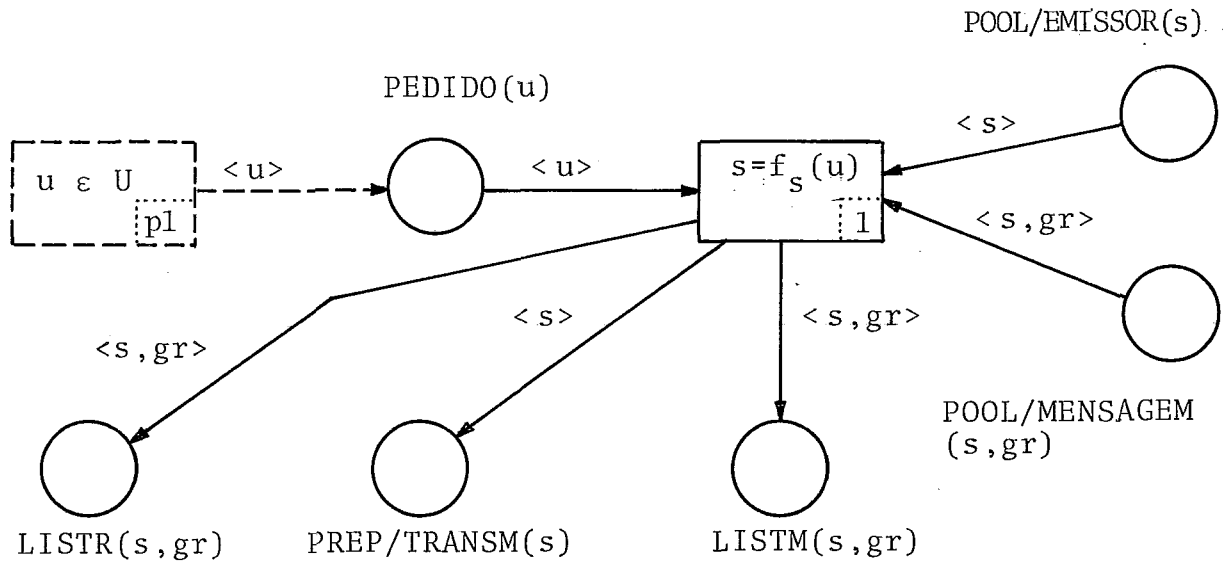 POOL/EMISSOR(s)
PEDIDO(u)
<s>
u ε U
<u>
<u>
s=f_s(u)
p1
1
<s,gr>
<s,gr>
<s>
<s,gr>
POOL/MENSAGEM
(s,gr)
LISTR(s,gr)
PREP/TRANSM(s)
LISTM(s,gr)